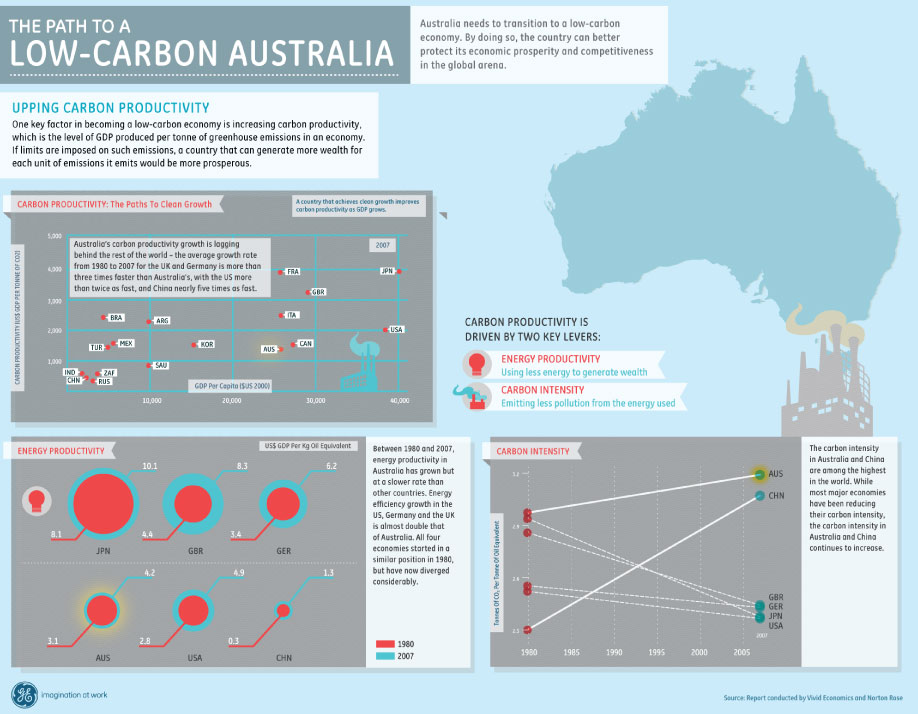 THE PATH TO A
LOW-CARBON AUSTRALIA
Australia needs to transition to a low-carbon
economy. By doing so, the country can better
protect its economic prosperity and competitiveness
in the global arena.
UPPING CARBON PRODUCTIVITY
One key factor in becoming a low-carbon economy is increasing carbon productivity,
which is the level of GDP produced per tonne of greenhouse emissions in an economy.
If limits are imposed on such emissions, a country that can generate more wealth for
each unit of emissions it emits would be more prosperous.
CARBON PRODUCTIVITY: The Paths To Clean Growth
A country that achieves clean growth improves
carbon productivity as GDP grows.
CARBON PRODUCTIVITY (US$ GDP PER TONNE OF CO2)
5,000
4,000
3,000
2,000
1,000
Australia's carbon productivity growth is lagging
behind the rest of the world – the average growth rate
from 1980 to 2007 for the UK and Germany is more than
three times faster than Australia's, with the US more
than twice as fast, and China nearly five times as fast.
2007
FRA
JPN
GBR
BRA
ARG
ITA
USA
TUR
MEX
KOR
AUS
CAN
SAU
IND
ZAF
CHN
RUS
GDP Per Capita ($US 2000)
10,000
20,000
30,000
40,000
CARBON PRODUCTIVITY IS
DRIVEN BY TWO KEY LEVERS:
ENERGY PRODUCTIVITY
Using less energy to generate wealth
CARBON INTENSITY
Emitting less pollution from the energy used
ENERGY PRODUCTIVITY
US$ GDP Per Kg Oil Equivalent
10.1
8.1
JPN
8.3
4.4
GBR
6.2
3.4
GER
4.2
3.1
AUS
4.9
2.8
USA
1.3
0.3
CHN
Between 1980 and 2007,
energy productivity in
Australia has grown but
at a slower rate than
other countries. Energy
efficiency growth in the
US, Germany and the UK
is almost double that
of Australia. All four
economies started in a
similar position in 1980,
but have now diverged
considerably.
1980
2007
CARBON INTENSITY
Tonnes Of CO2 Per Tonne Of Oil Equivalent
3.2
2.9
2.6
2.3
AUS
CHN
GBR
GER
JPN
USA
2007
1980
1985
1990
1995
2000
2005
The carbon intensity
in Australia and China
are among the highest
in the world. While
most major economies
have been reducing
their carbon intensity,
the carbon intensity in
Australia and China
continues to increase.
GE
imagination at work
Source: Report conducted by Vivid Economics and Norton Rose